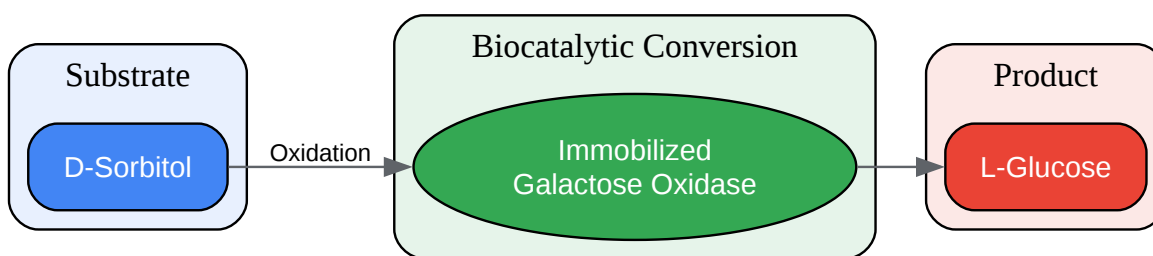 Substrate
D-Sorbitol
Oxidation
Biocatalytic Conversion
Immobilized
Galactose Oxidase
Product
L-Glucose